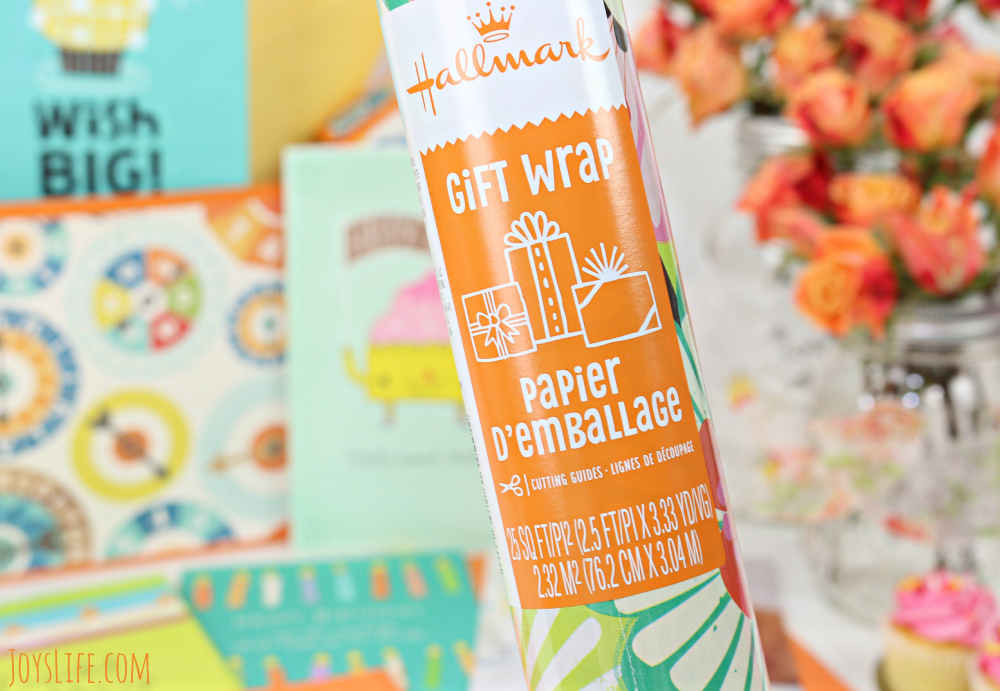 WisH
BIG!
Hallmark
GiFT WraP
PaPier
D'emBaLLaGe
CUTTING GUIDES · LIGNES DE DÉCOUPAGE
25 SQ FT/PI² (2.5 FT/PI X 3.33 YD/VG)
2.32 M² (76.2 CM X 3.04 M)
JOYSLIFE.COM